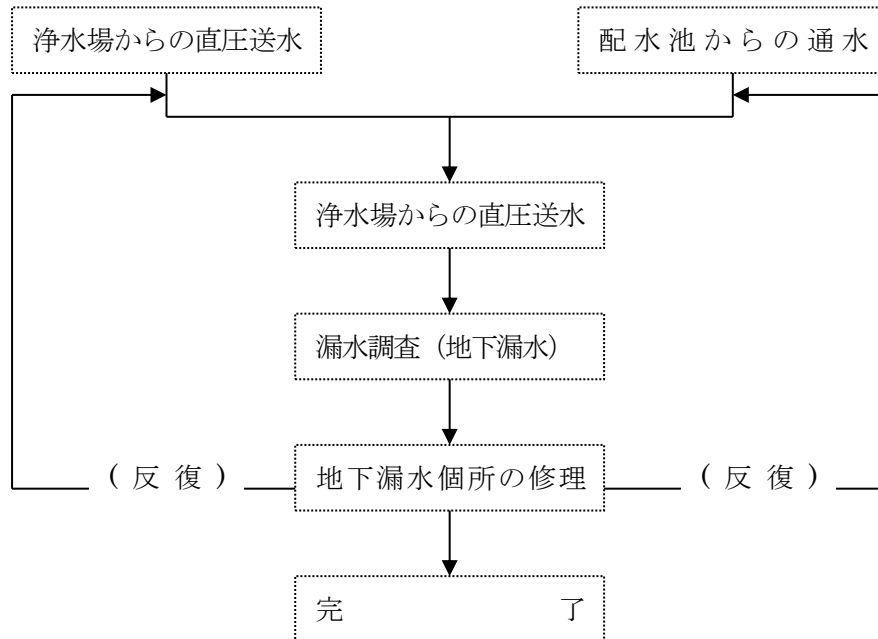 浄水場からの直圧送水
配水池からの通水
浄水場からの直圧送水
漏水調査（地下漏水）
地下漏水個所の修理
(反復)
(反復)
完了